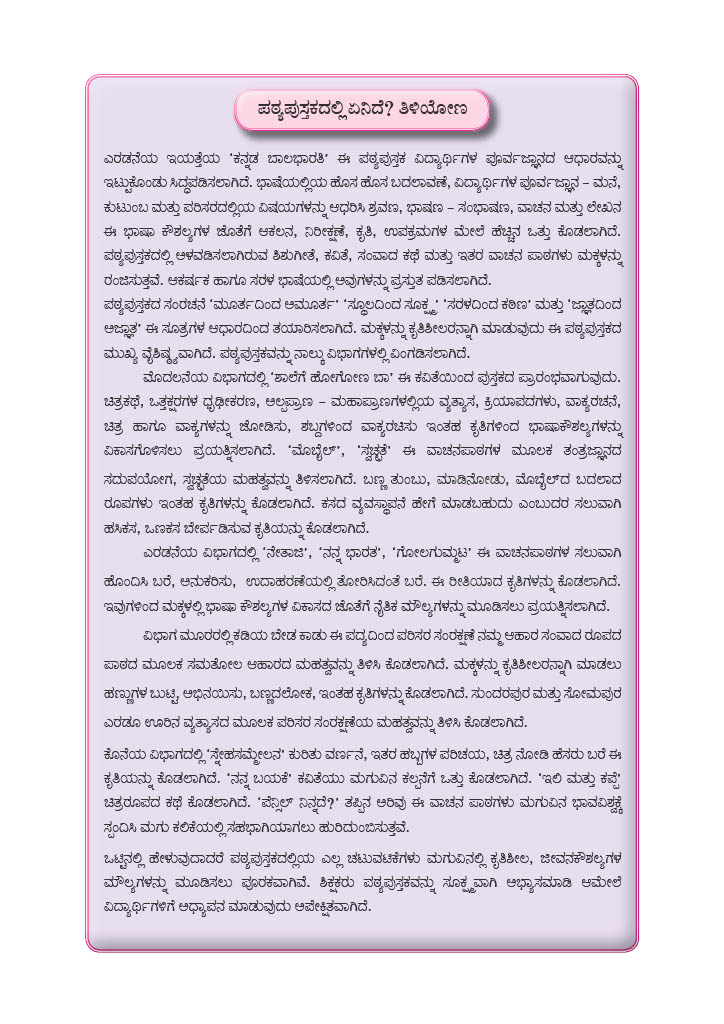 ಪಠ್ಯಪುಸ್ತಕದಲ್ಲಿ ಏನಿದೆ? ತಿಳಿಯೋಣ
ಎರಡನೆಯ ಇಯತ್ತೆಯ ‘ಕನ್ನಡ ಬಾಲಭಾರತಿ’ ಈ ಪಠ್ಯಪುಸ್ತಕ ವಿದ್ಯಾರ್ಥಿಗಳ ಪೂರ್ವಜ್ಞಾನದ ಆಧಾರವನ್ನು
ಇಟ್ಟುಕೊಂಡು ಸಿದ್ಧಪಡಿಸಲಾಗಿದೆ. ಭಾಷೆಯಲ್ಲಿಯ ಹೊಸ ಹೊಸ ಬದಲಾವಣೆ, ವಿದ್ಯಾರ್ಥಿಗಳ ಪೂರ್ವಜ್ಞಾನ – ಮನೆ,
ಕುಟುಂಬ ಮತ್ತು ಪರಿಸರದಲ್ಲಿಯ ವಿಷಯಗಳನ್ನು ಆಧರಿಸಿ ಶ್ರವಣ, ಭಾಷಣ – ಸಂಭಾಷಣ, ವಾಚನ ಮತ್ತು ಲೇಖನ
ಈ ಭಾಷಾ ಕೌಶಲ್ಯಗಳ ಜೊತೆಗೆ ಆಕಲನ, ನಿರೀಕ್ಷಣೆ, ಕೃತಿ, ಉಪಕ್ರಮಗಳ ಮೇಲೆ ಹೆಚ್ಚಿನ ಒತ್ತು ಕೊಡಲಾಗಿದೆ.
ಪಠ್ಯಪುಸ್ತಕದಲ್ಲಿ ಅಳವಡಿಸಲಾಗಿರುವ ಶಿಶುಗೀತೆ, ಕವಿತೆ, ಸಂವಾದ ಕಥೆ ಮತ್ತು ಇತರ ವಾಚನ ಪಾಠಗಳು ಮಕ್ಕಳನ್ನು
ರಂಜಿಸುತ್ತವೆ. ಆಕರ್ಷಕ ಹಾಗೂ ಸರಳ ಭಾಷೆಯಲ್ಲಿ ಅವುಗಳನ್ನು ಪ್ರಸ್ತುತ ಪಡಿಸಲಾಗಿದೆ.
ಪಠ್ಯಪುಸ್ತಕದ ಸಂರಚನೆ ‘ಮೂರ್ತದಿಂದ ಅಮೂರ್ತ’ ‘ಸ್ಥೂಲದಿಂದ ಸೂಕ್ಷ್ಮ’ ‘ಸರಳದಿಂದ ಕಠಿಣ’ ಮತ್ತು ‘ಜ್ಞಾತದಿಂದ
ಅಜ್ಞಾತ’ ಈ ಸೂತ್ರಗಳ ಆಧಾರದಿಂದ ತಯಾರಿಸಲಾಗಿದೆ. ಮಕ್ಕಳನ್ನು ಕೃತಿಶೀಲರನ್ನಾಗಿ ಮಾಡುವುದು ಈ ಪಠ್ಯಪುಸ್ತಕದ
ಮುಖ್ಯ ವೈಶಿಷ್ಟ್ಯವಾಗಿದೆ. ಪಠ್ಯಪುಸ್ತಕವನ್ನು ನಾಲ್ಕು ವಿಭಾಗಗಳಲ್ಲಿ ವಿಂಗಡಿಸಲಾಗಿದೆ.
ಮೊದಲನೆಯ ವಿಭಾಗದಲ್ಲಿ ‘ಶಾಲೆಗೆ ಹೋಗೋಣ ಬಾ’ ಈ ಕವಿತೆಯಿಂದ ಪುಸ್ತಕದ ಪ್ರಾರಂಭವಾಗುವುದು.
ಚಿತ್ರಕಥೆ, ಒತ್ತಕ್ಷರಗಳ ಧೃಢೀಕರಣ, ಅಲ್ಪಪ್ರಾಣ – ಮಹಾಪ್ರಾಣಗಳಲ್ಲಿಯ ವ್ಯತ್ಯಾಸ, ಕ್ರಿಯಾಪದಗಳು, ವಾಕ್ಯರಚನೆ,
ಚಿತ್ರ ಹಾಗೂ ವಾಕ್ಯಗಳನ್ನು ಜೋಡಿಸು, ಶಬ್ದಗಳಿಂದ ವಾಕ್ಯರಚಿಸು ಇಂತಹ ಕೃತಿಗಳಿಂದ ಭಾಷಾಕೌಶಲ್ಯಗಳನ್ನು
ವಿಕಾಸಗೊಳಿಸಲು ಪ್ರಯತ್ನಿಸಲಾಗಿದೆ. ‘ಮೊಬೈಲ್’, ‘ಸ್ವಚ್ಛತೆ’ ಈ ವಾಚನಪಾಠಗಳ ಮೂಲಕ ತಂತ್ರಜ್ಞಾನದ
ಸದುಪಯೋಗ, ಸ್ವಚ್ಛತೆಯ ಮಹತ್ವವನ್ನು ತಿಳಿಸಲಾಗಿದೆ. ಬಣ್ಣ ತುಂಬು, ಮಾಡಿನೋಡು, ಮೊಬೈಲ್‌ದ ಬದಲಾದ
ರೂಪಗಳು ಇಂತಹ ಕೃತಿಗಳನ್ನು ಕೊಡಲಾಗಿದೆ. ಕಸದ ವ್ಯವಸ್ಥಾಪನೆ ಹೇಗೆ ಮಾಡಬಹುದು ಎಂಬುದರ ಸಲುವಾಗಿ
ಹಸಿಕಸ, ಒಣಕಸ ಬೇರ್ಪಡಿಸುವ ಕೃತಿಯನ್ನು ಕೊಡಲಾಗಿದೆ.
ಎರಡನೆಯ ವಿಭಾಗದಲ್ಲಿ ‘ನೇತಾಜಿ’, ‘ನನ್ನ ಭಾರತ’, ‘ಗೋಲಗುಮ್ಮಟ’ ಈ ವಾಚನಪಾಠಗಳ ಸಲುವಾಗಿ
ಹೊಂದಿಸಿ ಬರೆ, ಅನುಕರಿಸು, ಉದಾಹರಣೆಯಲ್ಲಿ ತೋರಿಸಿದಂತೆ ಬರೆ. ಈ ರೀತಿಯಾದ ಕೃತಿಗಳನ್ನು ಕೊಡಲಾಗಿದೆ.
ಇವುಗಳಿಂದ ಮಕ್ಕಳಲ್ಲಿ ಭಾಷಾ ಕೌಶಲ್ಯಗಳ ವಿಕಾಸದ ಜೊತೆಗೆ ನೈತಿಕ ಮೌಲ್ಯಗಳನ್ನು ಮೂಡಿಸಲು ಪ್ರಯತ್ನಿಸಲಾಗಿದೆ.
ವಿಭಾಗ ಮೂರರಲ್ಲಿ ಕಡಿಯ ಬೇಡ ಕಾಡು ಈ ಪದ್ಯದಿಂದ ಪರಿಸರ ಸಂರಕ್ಷಣೆ ನಮ್ಮ ಆಹಾರ ಸಂವಾದ ರೂಪದ
ಪಾಠದ ಮೂಲಕ ಸಮತೋಲ ಆಹಾರದ ಮಹತ್ವವನ್ನು ತಿಳಿಸಿ ಕೊಡಲಾಗಿದೆ. ಮಕ್ಕಳನ್ನು ಕೃತಿಶೀಲರನ್ನಾಗಿ ಮಾಡಲು
ಹಣ್ಣುಗಳ ಬುಟ್ಟಿ, ಅಭಿನಯಿಸು, ಬಣ್ಣದಲೋಕ, ಇಂತಹ ಕೃತಿಗಳನ್ನು ಕೊಡಲಾಗಿದೆ. ಸುಂದರಪುರ ಮತ್ತು ಸೋಮಪುರ
ಎರಡೂ ಊರಿನ ವ್ಯತ್ಯಾಸದ ಮೂಲಕ ಪರಿಸರ ಸಂರಕ್ಷಣೆಯ ಮಹತ್ವವನ್ನು ತಿಳಿಸಿ ಕೊಡಲಾಗಿದೆ.
ಕೊನೆಯ ವಿಭಾಗದಲ್ಲಿ ‘ಸ್ನೇಹಸಮ್ಮೇಲನ’ ಕುರಿತು ವರ್ಣನೆ, ಇತರ ಹಬ್ಬಗಳ ಪರಿಚಯ, ಚಿತ್ರ ನೋಡಿ ಹೆಸರು ಬರೆ ಈ
ಕೃತಿಯನ್ನು ಕೊಡಲಾಗಿದೆ. ‘ನನ್ನ ಬಯಕೆ’ ಕವಿತೆಯು ಮಗುವಿನ ಕಲ್ಪನೆಗೆ ಒತ್ತು ಕೊಡಲಾಗಿದೆ. ‘ಇಲಿ ಮತ್ತು ಕಪ್ಪೆ’
ಚಿತ್ರರೂಪದ ಕಥೆ ಕೊಡಲಾಗಿದೆ. ‘ಪೆನ್ಸಿಲ್ ನಿನ್ನದೆ?’ ತಪ್ಪಿನ ಅರಿವು ಈ ವಾಚನ ಪಾಠಗಳು ಮಗುವಿನ ಭಾವವಿಶ್ವಕ್ಕೆ
ಸ್ಪಂದಿಸಿ ಮಗು ಕಲಿಕೆಯಲ್ಲಿ ಸಹಭಾಗಿಯಾಗಲು ಹುರಿದುಂಬಿಸುತ್ತವೆ.
ಒಟ್ಟಿನಲ್ಲಿ ಹೇಳುವುದಾದರೆ ಪಠ್ಯಪುಸ್ತಕದಲ್ಲಿಯ ಎಲ್ಲ ಚಟುವಟಿಕೆಗಳು ಮಗುವಿನಲ್ಲಿ ಕೃತಿಶೀಲ, ಜೀವನಕೌಶಲ್ಯಗಳ
ಮೌಲ್ಯಗಳನ್ನು ಮೂಡಿಸಲು ಪೂರಕವಾಗಿವೆ. ಶಿಕ್ಷಕರು ಪಠ್ಯಪುಸ್ತಕವನ್ನು ಸೂಕ್ಷ್ಮವಾಗಿ ಅಭ್ಯಾಸಮಾಡಿ ಆಮೇಲೆ
ವಿದ್ಯಾರ್ಥಿಗಳಿಗೆ ಅಧ್ಯಾಪನ ಮಾಡುವುದು ಅಪೇಕ್ಷಿತವಾಗಿದೆ.